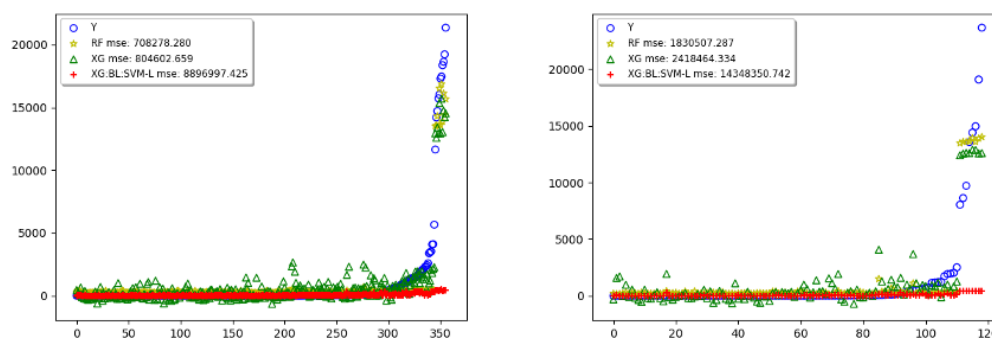 Y
RF mse: 708278.280
XG mse: 804602.659
XG:BL:SVM-L mse: 8896997.425
20000
15000
10000
5000
0
0 50 100 150 200 250 300 350
Y
RF mse: 1830507.287
XG mse: 2418464.334
XG:BL:SVM-L mse: 14348350.742
20000
15000
10000
5000
0
0 20 40 60 80 100 120